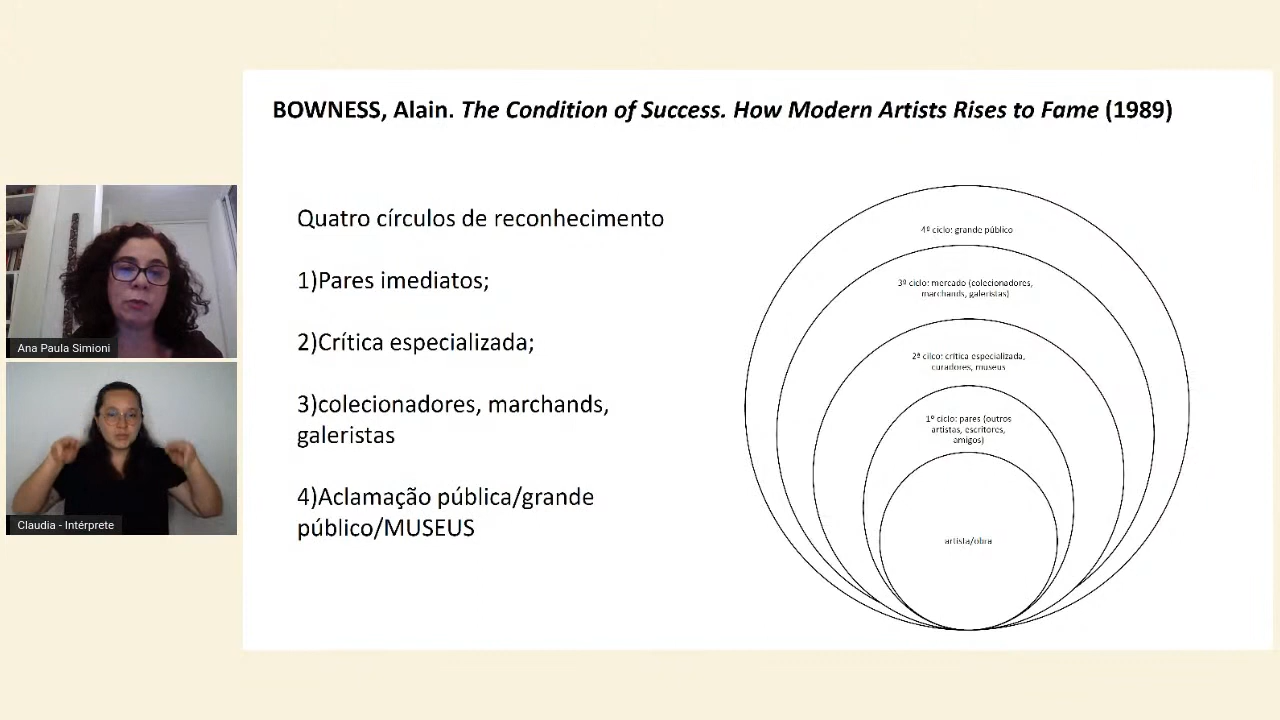 BOWNESS, Alain. The Condition of Success. How Modern Artists Rises to Fame (1989)
Quatro círculos de reconhecimento
1)Pares imediatos;
2)Crítica especializada;
3)colecionadores, marchands,
galeristas
4)Aclamação pública/grande
público/MUSEUS
4º ciclo: grande público
3º ciclo: mercado (colecionadores,
marchands, galeristas)
2º cilco: crítica especializada,
curadores, museus
1º ciclo: pares (outros
artistas, escritores,
amigos)
artista/obra
Ana Paula Simioni
Claudia - Intérprete